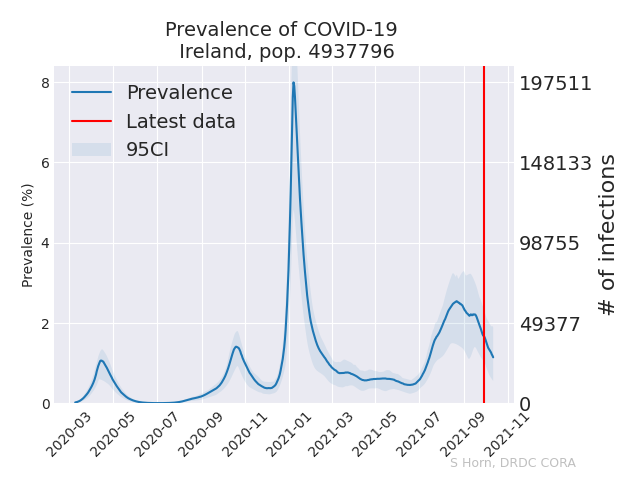 Prevalence of COVID-19
Ireland, pop. 4937796
Prevalence
Latest data
95CI
Prevalence (%)
8
6
4
2
0
197511
148133
98755
49377
0
# of infections
2020-03
2020-05
2020-07
2020-09
2020-11
2021-01
2021-03
2021-05
2021-07
2021-09
2021-11
S Horn, DRDC CORA